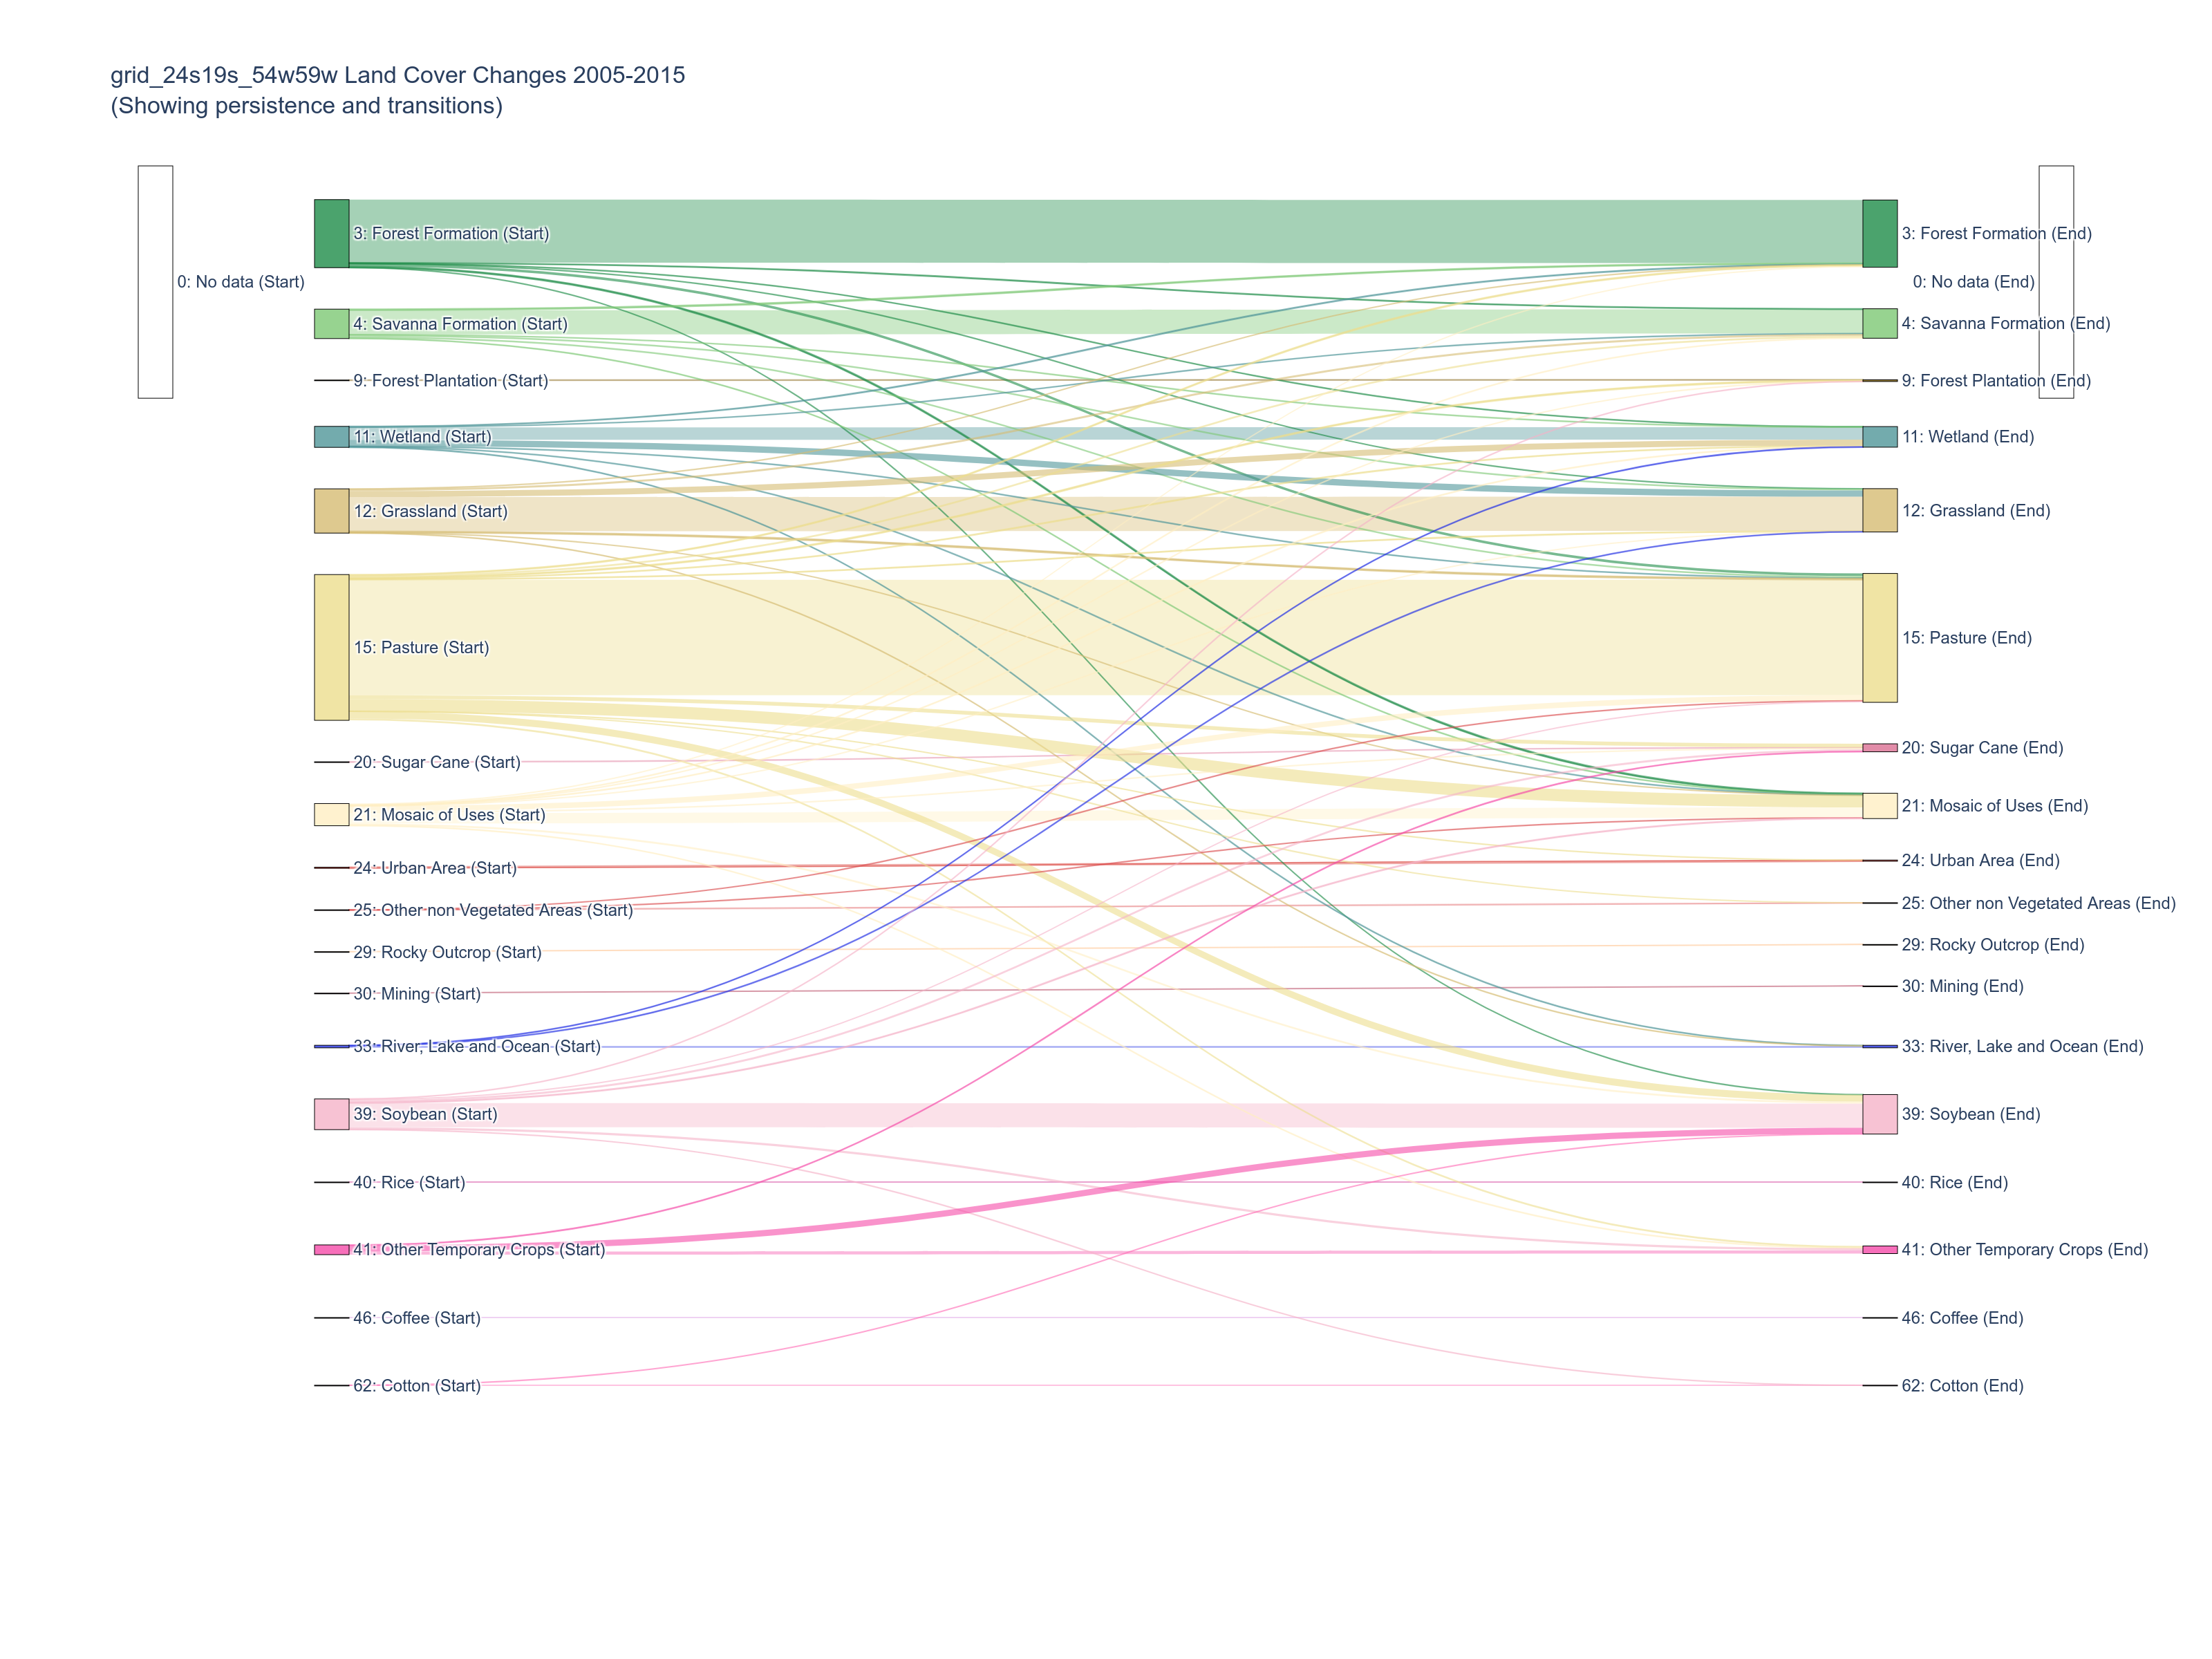 grid_24s19s_54w59w Land Cover Changes 2005-2015
(Showing persistence and transitions)
0: No data (Start)
3: Forest Formation (Start)
4: Savanna Formation (Start)
9: Forest Plantation (Start)
11: Wetland (Start)
12: Grassland (Start)
15: Pasture (Start)
20: Sugar Cane (Start)
21: Mosaic of Uses (Start)
24: Urban Area (Start)
25: Other non Vegetated Areas (Start)
29: Rocky Outcrop (Start)
30: Mining (Start)
33: River, Lake and Ocean (Start)
39: Soybean (Start)
40: Rice (Start)
41: Other Temporary Crops (Start)
46: Coffee (Start)
62: Cotton (Start)
3: Forest Formation (End)
0: No data (End)
4: Savanna Formation (End)
9: Forest Plantation (End)
11: Wetland (End)
12: Grassland (End)
15: Pasture (End)
20: Sugar Cane (End)
21: Mosaic of Uses (End)
24: Urban Area (End)
25: Other non Vegetated Areas (End)
29: Rocky Outcrop (End)
30: Mining (End)
33: River, Lake and Ocean (End)
39: Soybean (End)
40: Rice (End)
41: Other Temporary Crops (End)
46: Coffee (End)
62: Cotton (End)